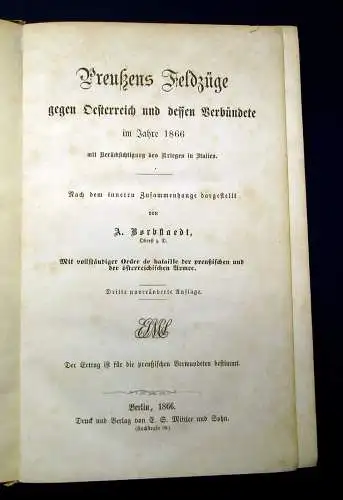 Preußens Feldzüge
gegen Oesterreich und dessen Verbündete
im Jahre 1866
mit Berücksichtigung des Krieges in Italien.
Nach dem inneren Zusammenhange dargestellt
von
A. Borbstaedt,
Oberst z. D.
Mit vollständiger Ordre de bataille der preußischen und
der österreichischen Armee.
Dritte unveränderte Auflage.
Der Ertrag ist für die preußischen Verwundeten bestimmt.
Berlin, 1866.
Druck und Verlag von E. S. Mittler und Sohn.